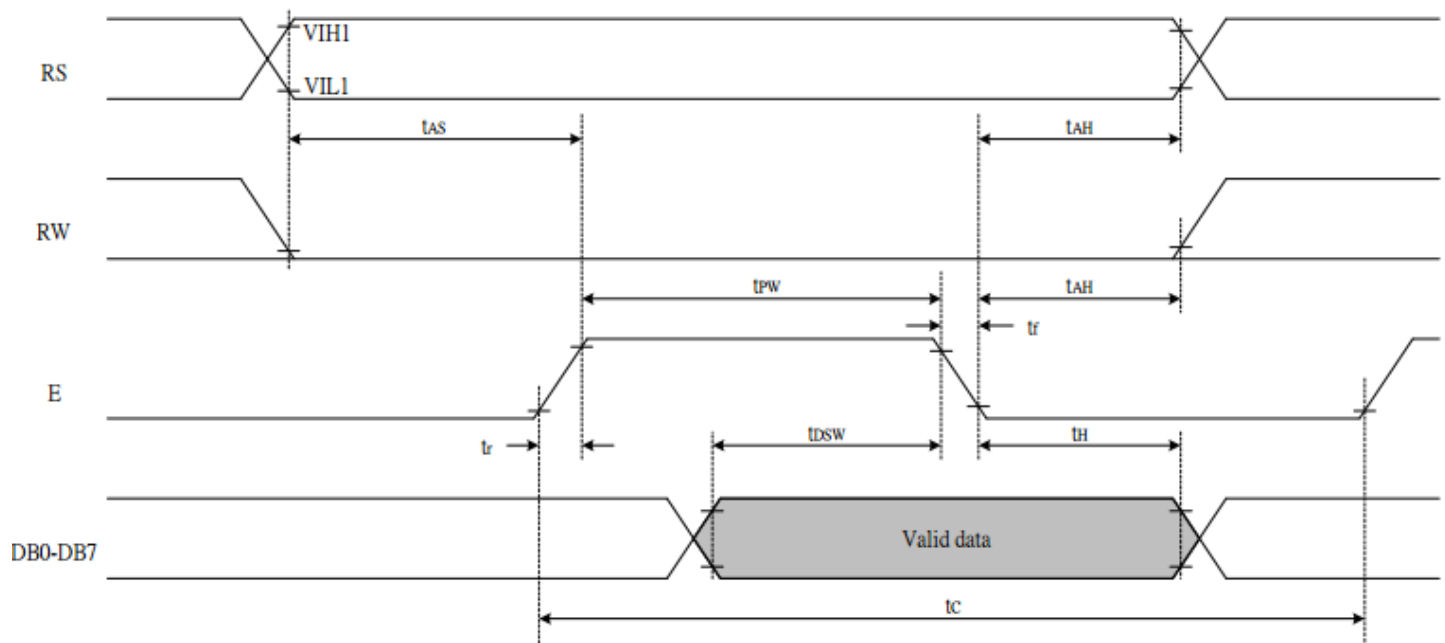 VIH1
RS
VIL1
tAS
tAH
RW
tPW
tAH
tf
E
tr
tDSW
tH
Valid data
DB0-DB7
tC